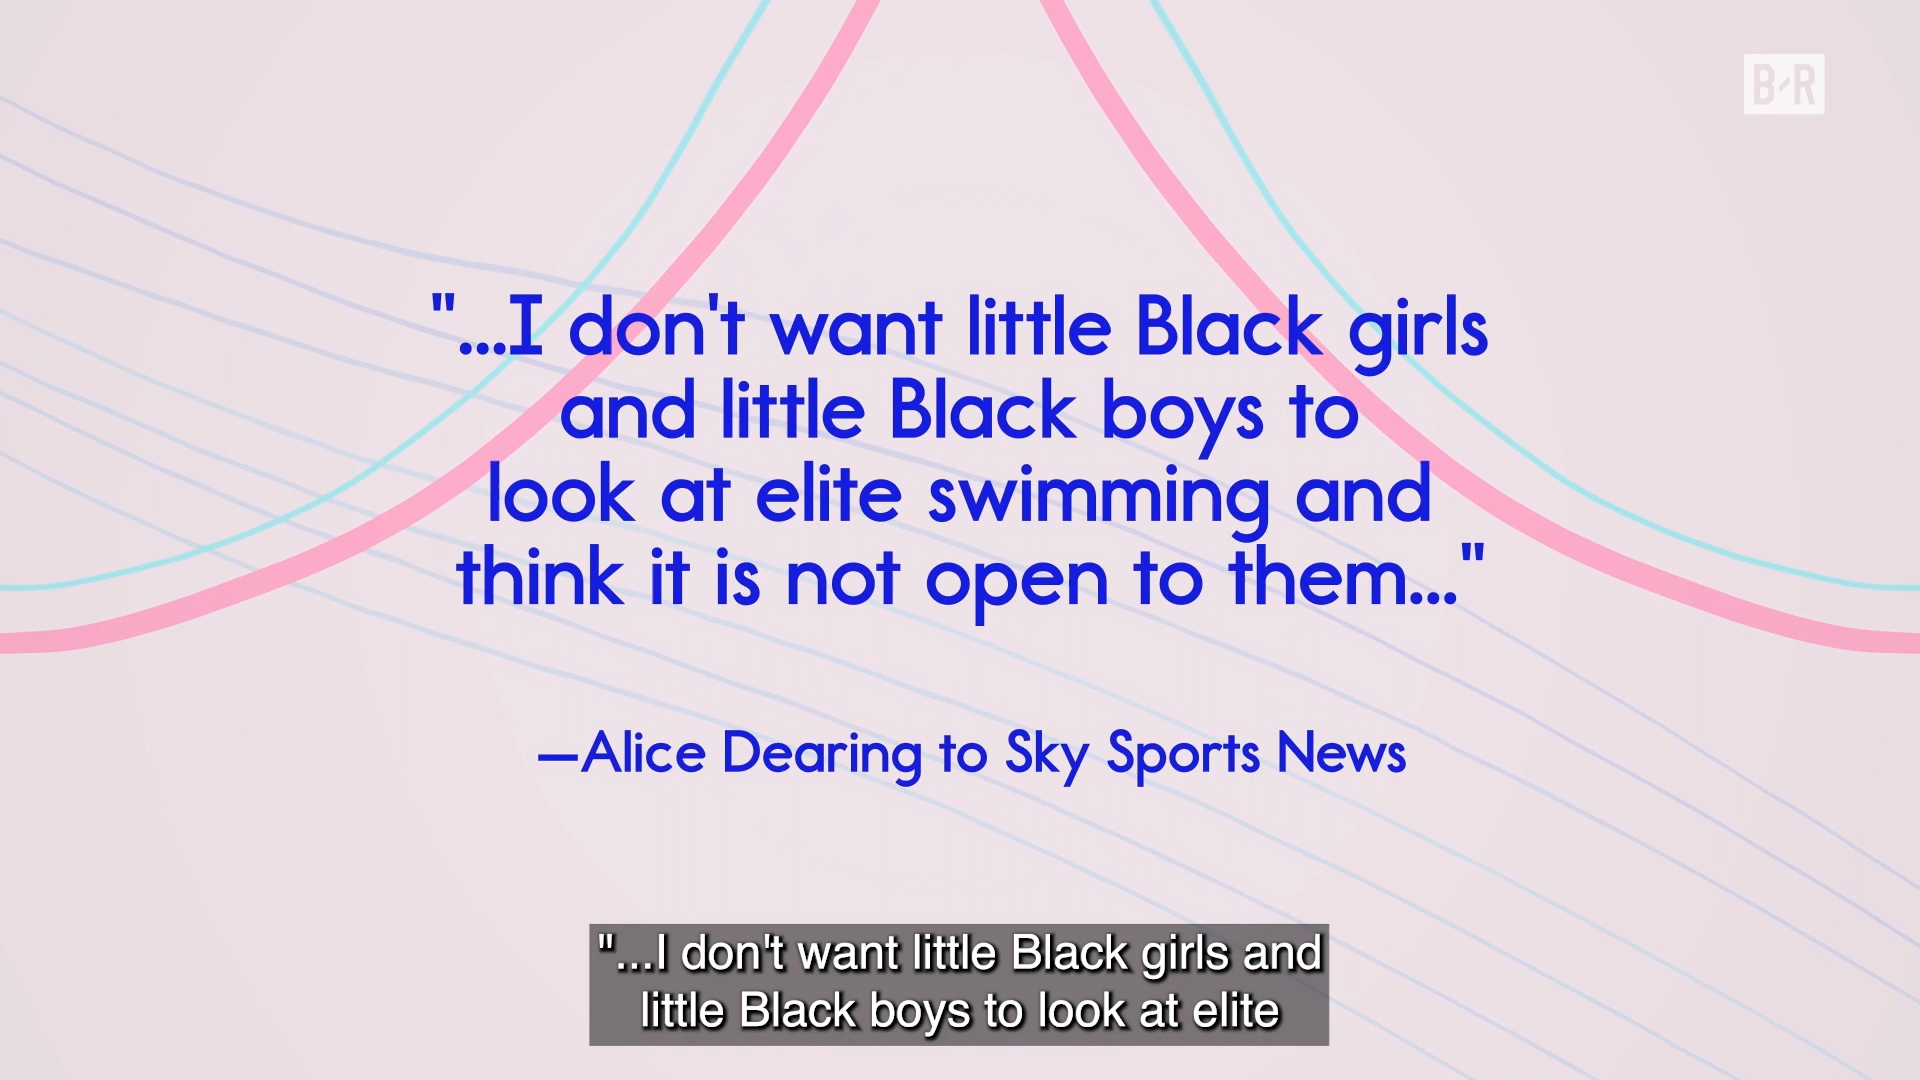 B/R
"...I don't want little Black girls
and little Black boys to
look at elite swimming and
think it is not open to them..."
—Alice Dearing to Sky Sports News
"...I don't want little Black girls and
little Black boys to look at elite